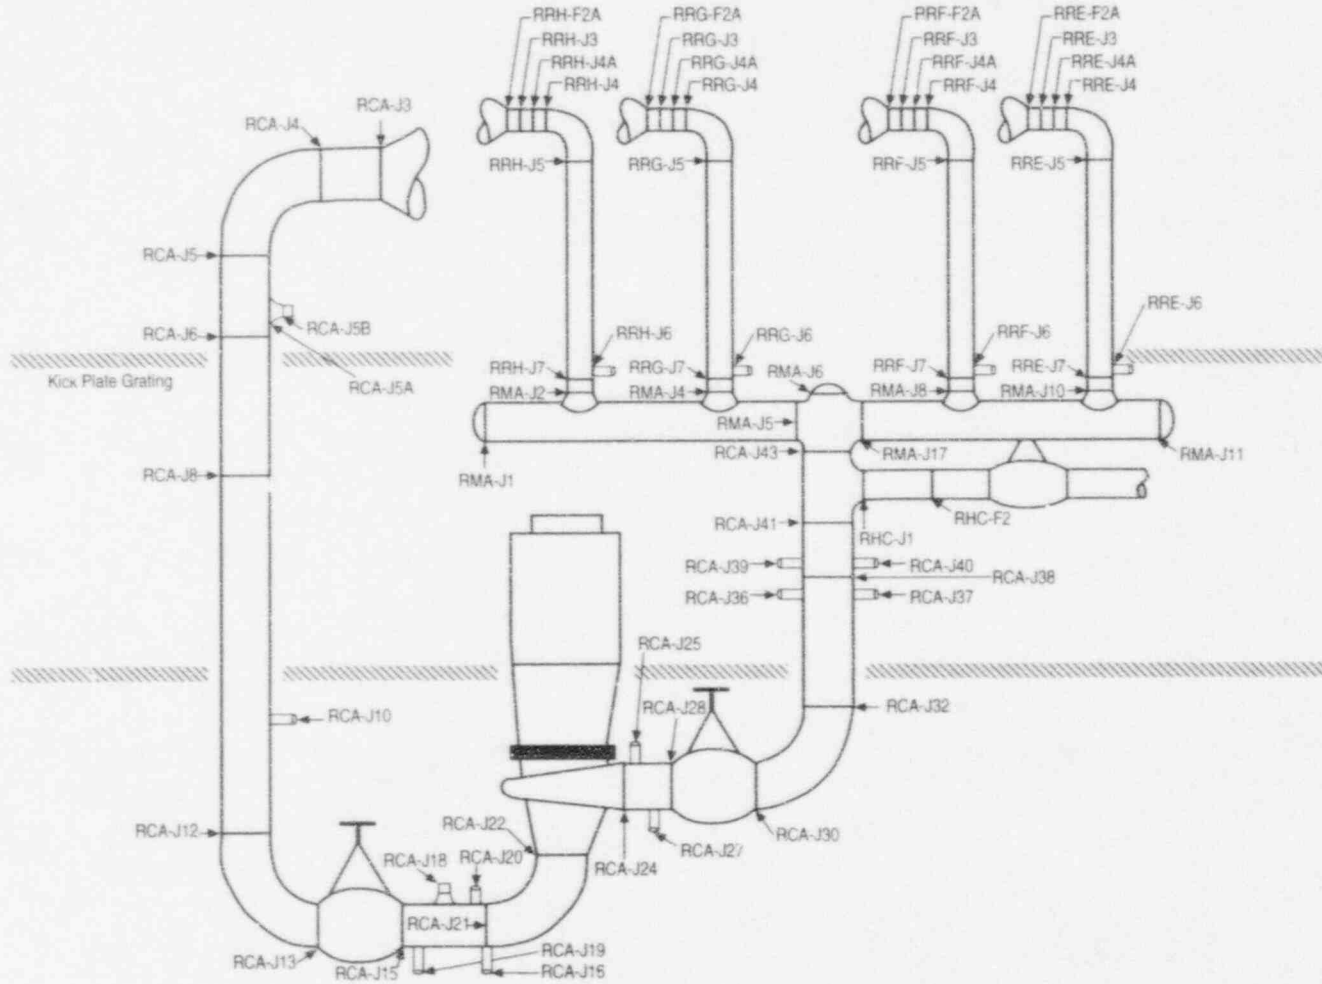 RRH-F2A
RRG-F2A
RRF-F2A
RRE-F2A
RRH-J3
RRG-J3
RRF-J3
RRE-J3
RRH-J4A
RRG-J4A
RRF-J4A
RRE-J4A
RRH-J4
RRG-J4
RRF-J4
RRE-J4
RCA-J3
RCA-J4
RRH-J5
RRG-J5
RRF-J5
RRE-J5
RCA-J5
RCA-J5B
RCA-J6
RRH-J6
RRG-J6
RRF-J6
RRE-J6
Kick Plate Grating
RCA-J5A
RRH-J7
RRG-J7
RMA-J6
RRF-J7
RRE-J7
RMA-J2
RMA-J4
RMA-J8
RMA-J10
RMA-J5
RCA-J43
RMA-J17
RMA-J11
RCA-J8
RMA-J1
RHC-F2
RCA-J41
RHC-J1
RCA-J39
RCA-J40
RCA-J38
RCA-J36
RCA-J37
RCA-J25
RCA-J28
RCA-J32
RCA-J10
RCA-J12
RCA-J22
RCA-J30
RCA-J27
RCA-J18
RCA-J20
RCA-J24
RCA-J21
RCA-J13
RCA-J15
RCA-J19
RCA-J16